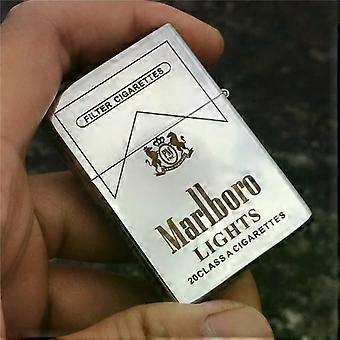 FILTER CIGARETTES
Marlboro
LIGHTS
20 CLASS A CIGARETTES